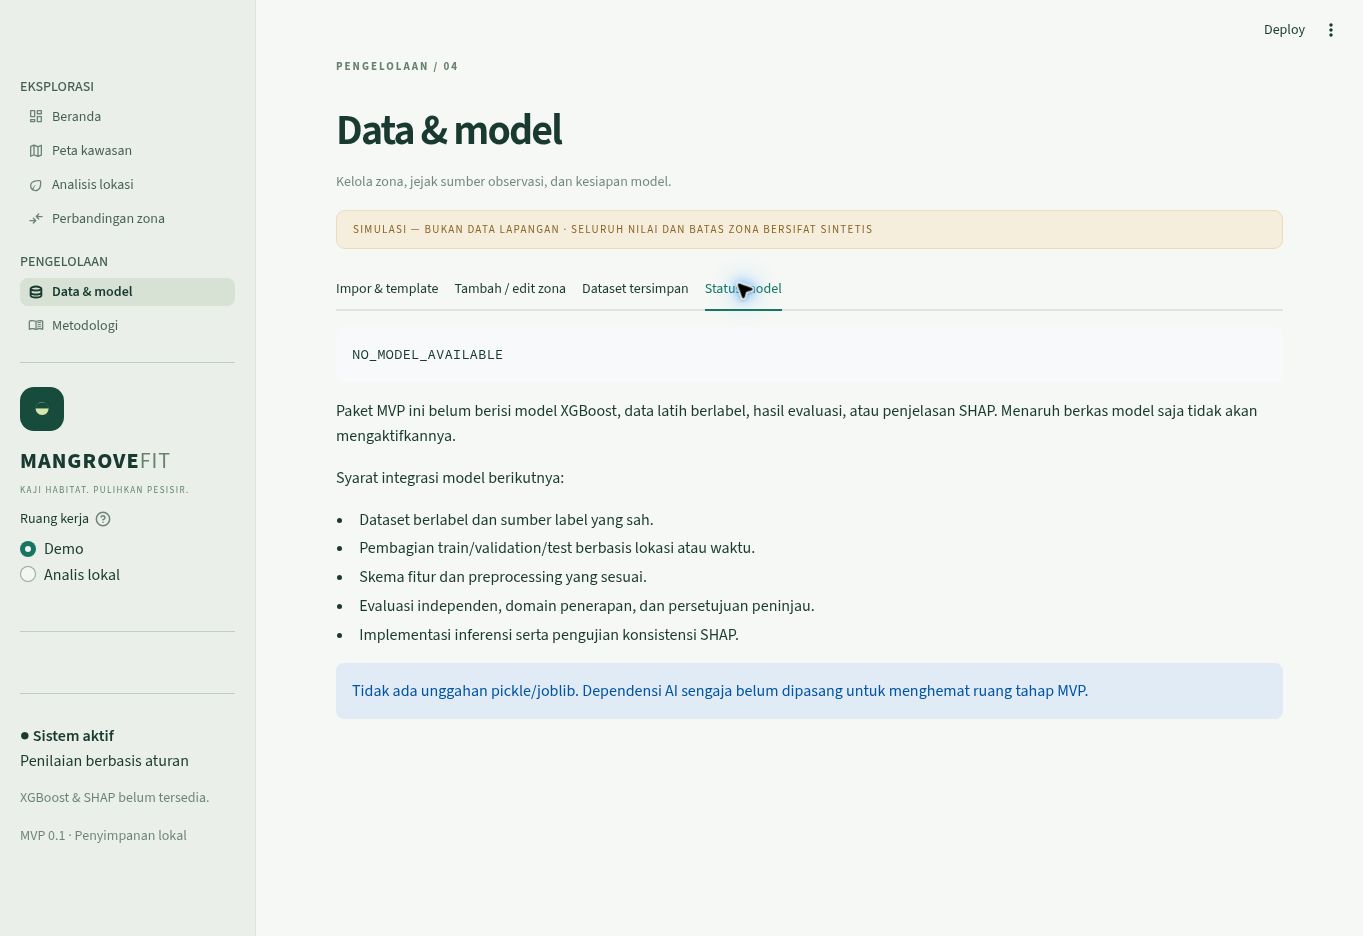 Deploy
EKSPLORASI
Beranda
Peta kawasan
Analisis lokasi
Perbandingan zona
PENGELOLAAN
Data & model
Metodologi
MANGROVEFIT
KAJI HABITAT. PULIHKAN PESISIR.
Ruang kerja
Demo
Analis lokal
● Sistem aktif
Penilaian berbasis aturan
XGBoost & SHAP belum tersedia.
MVP 0.1 · Penyimpanan lokal
PENGELOLAAN / 04
Data & model
Kelola zona, jejak sumber observasi, dan kesiapan model.
SIMULASI — BUKAN DATA LAPANGAN · SELURUH NILAI DAN BATAS ZONA BERSIFAT SINTETIS
Impor & template Tambah / edit zona Dataset tersimpan Status model
NO_MODEL_AVAILABLE
Paket MVP ini belum berisi model XGBoost, data latih berlabel, hasil evaluasi, atau penjelasan SHAP. Menaruh berkas model saja tidak akan
mengaktifkannya.
Syarat integrasi model berikutnya:
• Dataset berlabel dan sumber label yang sah.
• Pembagian train/validation/test berbasis lokasi atau waktu.
• Skema fitur dan preprocessing yang sesuai.
• Evaluasi independen, domain penerapan, dan persetujuan peninjau.
• Implementasi inferensi serta pengujian konsistensi SHAP.
Tidak ada unggahan pickle/joblib. Dependensi AI sengaja belum dipasang untuk menghemat ruang tahap MVP.